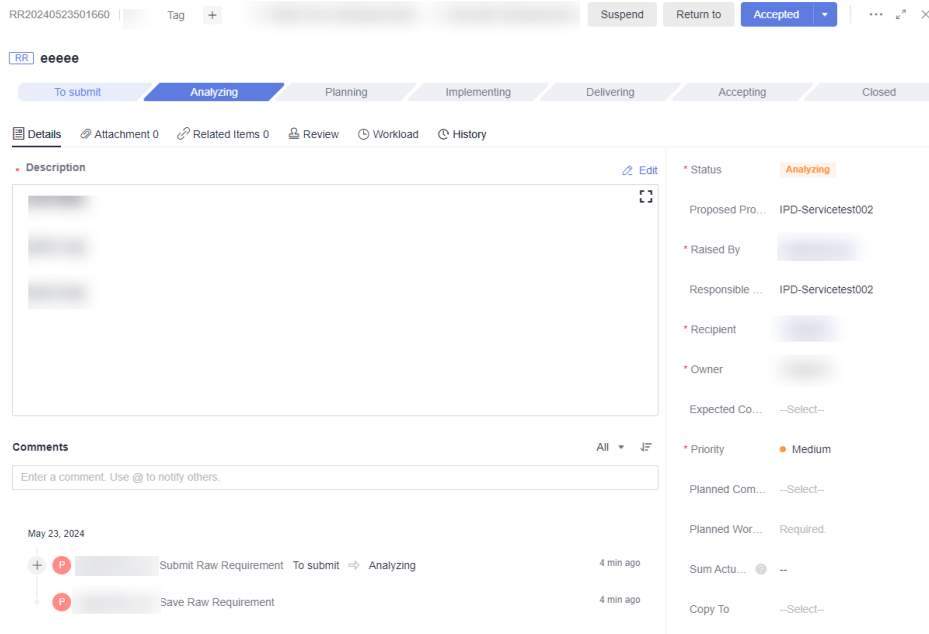 RR20240523501660
Tag
+
Suspend
Return to
Accepted
RR eeeee
To submit
Analyzing
Planning
Implementing
Delivering
Accepting
Closed
Details
Attachment 0
Related Items 0
Review
Workload
History
* Description
Edit
Comments
All
Enter a comment. Use @ to notify others.
May 23, 2024
P Submit Raw Requirement To submit ⇨ Analyzing 4 min ago
P Save Raw Requirement 4 min ago
* Status Analyzing
Proposed Pro... IPD-Servicetest002
* Raised By
Responsible ... IPD-Servicetest002
* Recipient
* Owner
Expected Co... --Select--
* Priority Medium
Planned Com... --Select--
Planned Wor... Required.
Sum Actu... ? --
Copy To --Select--